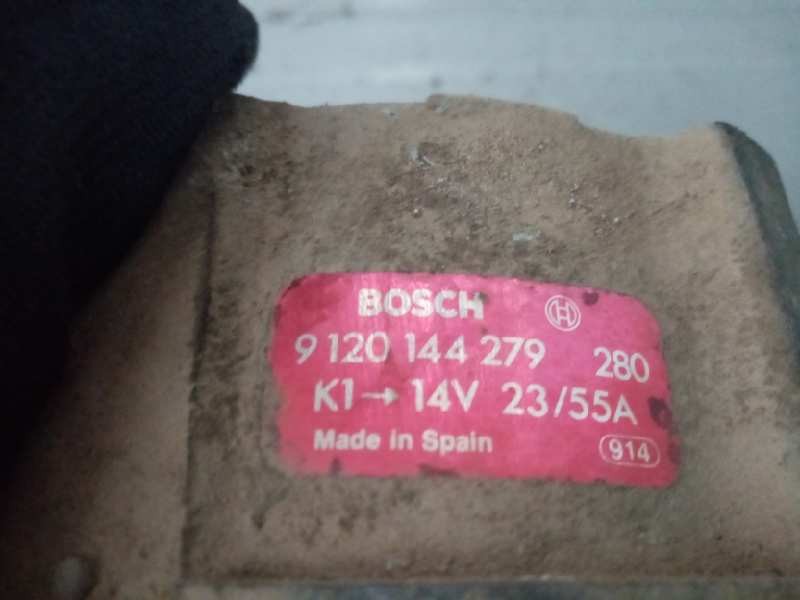 BOSCH
9 120 144 279 280
K1→ 14V 23/55A
Made in Spain 914